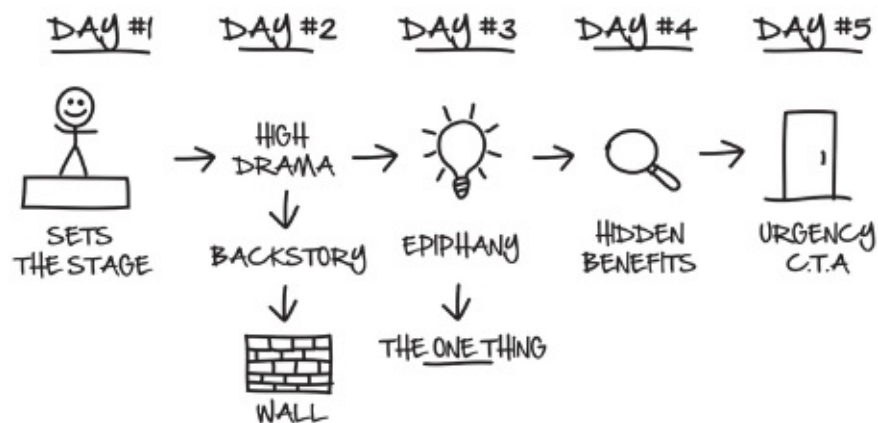 DAY #1
DAY #2
DAY #3
DAY #4
DAY #5
SETS
THE STAGE
HIGH
DRAMA
BACKSTORY
WALL
EPIPHANY
THE ONE THING
HIDDEN
BENEFITS
URGENCY
C.T.A